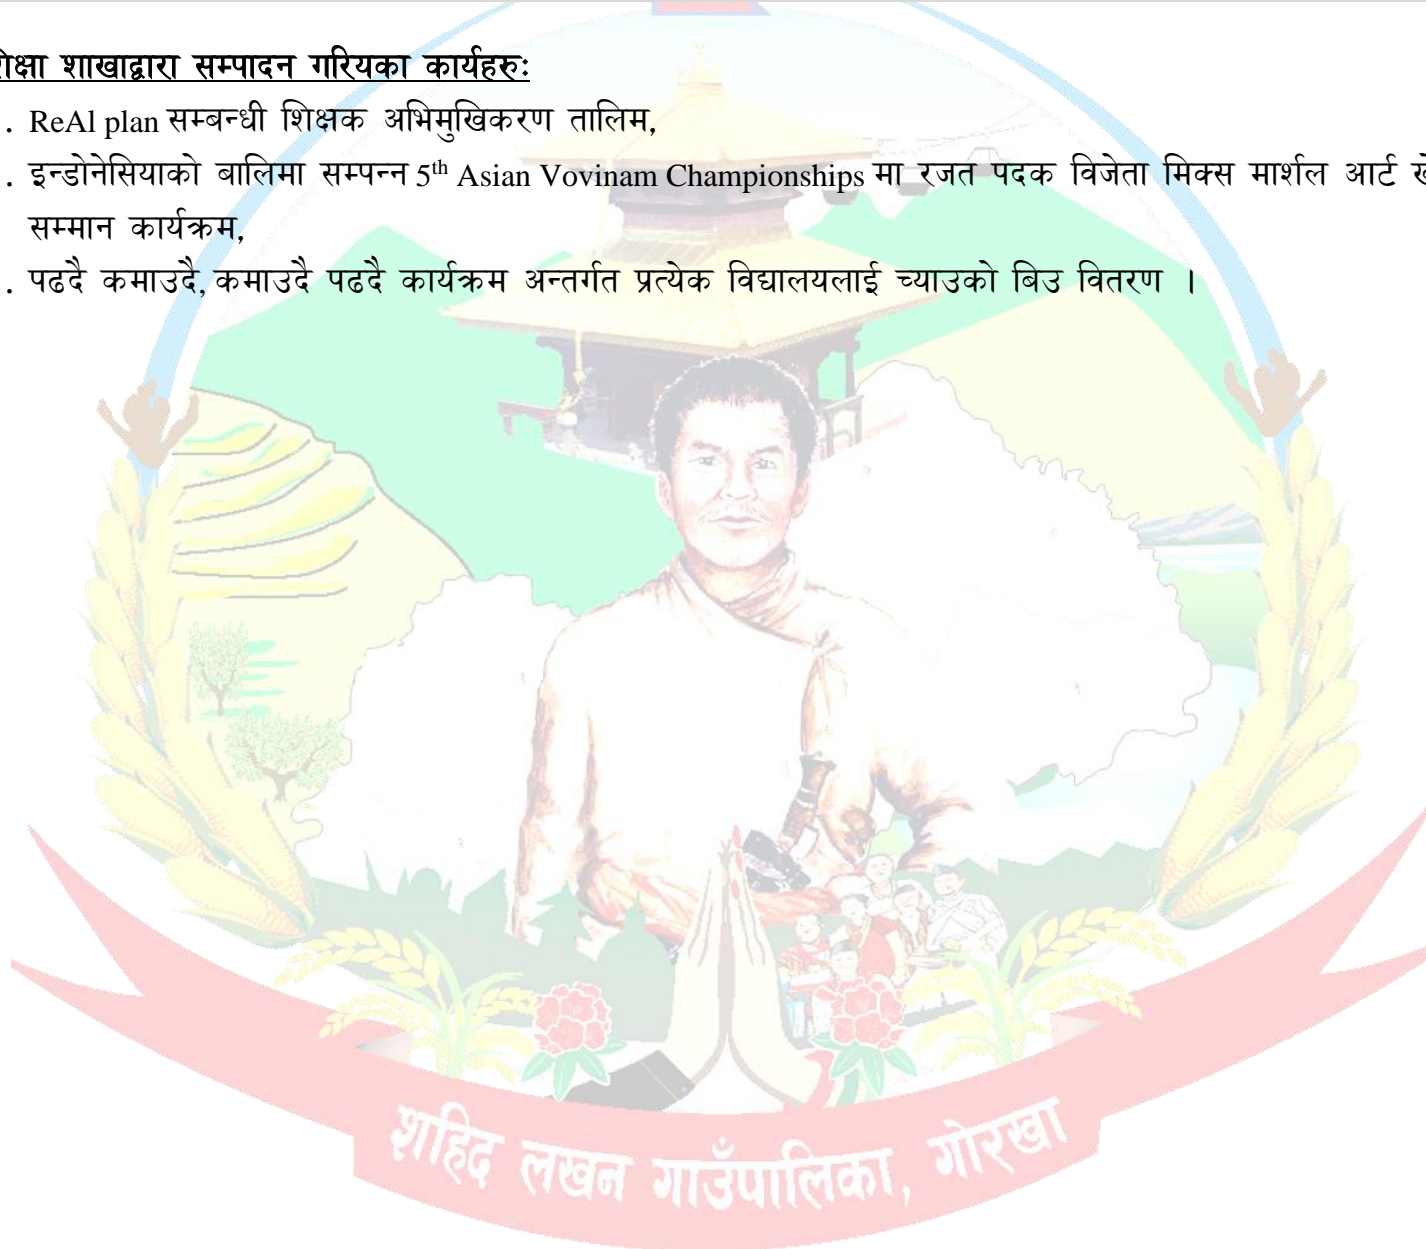 शाखाद्वारा सम्पादन गरियका कार्यहरुः
. ReAl plan सम्बन्धी शिक्षक अभिमुखिकरण तालिम,
. इन्डोनेसियाको बालिमा सम्पन्न 5th Asian Vovinam Championships मा रजत पदक विजेता मिक्स मार्शल आर्ट
सम्मान कार्यक्रम,
. पढदै कमाउदै, कमाउदै पढदै कार्यक्रम अन्तर्गत प्रत्येक विद्यालयलाई च्याउको बिउ वितरण ।
शहिद लखन गाउँपालिका, गोरखा